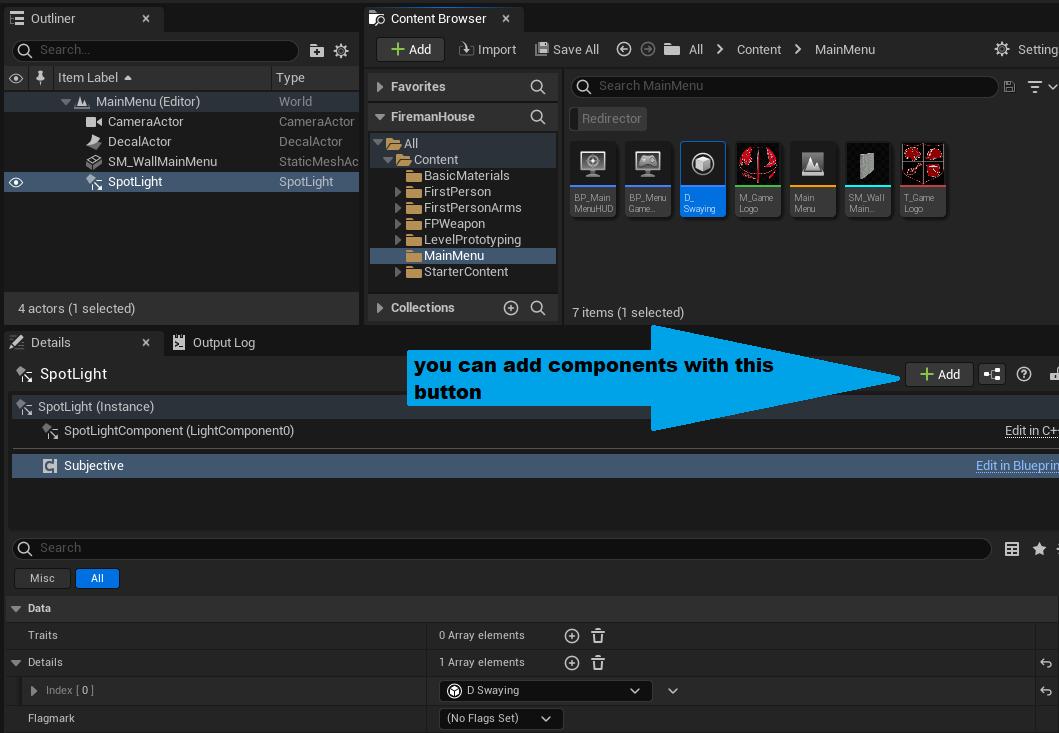 Outliner
Search...
Item Label Type
MainMenu (Editor) World
CameraActor CameraActor
DecalActor DecalActor
SM_WallMainMenu StaticMeshAc
SpotLight SpotLight
4 actors (1 selected)
Content Browser
Add Import Save All All Content MainMenu Setting
Favorites
FiremanHouse
All
Content
BasicMaterials
FirstPerson
FirstPersonArms
FPWeapon
LevelPrototyping
MainMenu
StarterContent
Collections
Search MainMenu
Redirector
BP_Main
MenuHUD
BP_Menu
Game...
D_
Swaying
M_Game
Logo
Main
Menu
SM_Wall
Main...
T_Game
Logo
7 items (1 selected)
Details Output Log
SpotLight
you can add components with this
button
Add
SpotLight (Instance)
SpotLightComponent (LightComponent0) Edit in C++
Subjective Edit in Blueprin
Search
Misc All
Data
Traits 0 Array elements
Details 1 Array elements
Index [ 0 ] D Swaying
Flagmark (No Flags Set)